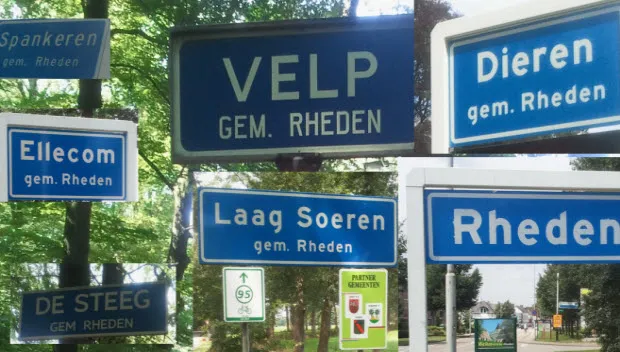 Spankeren
gem. Rheden
VELP
GEM. RHEDEN
Dieren
gem. Rheden
Ellecom
gem. Rheden
Laag Soeren
gem. Rheden
Rheden
DE STEEG
GEM RHEDEN
95
PARTNER
GEMEENTEN